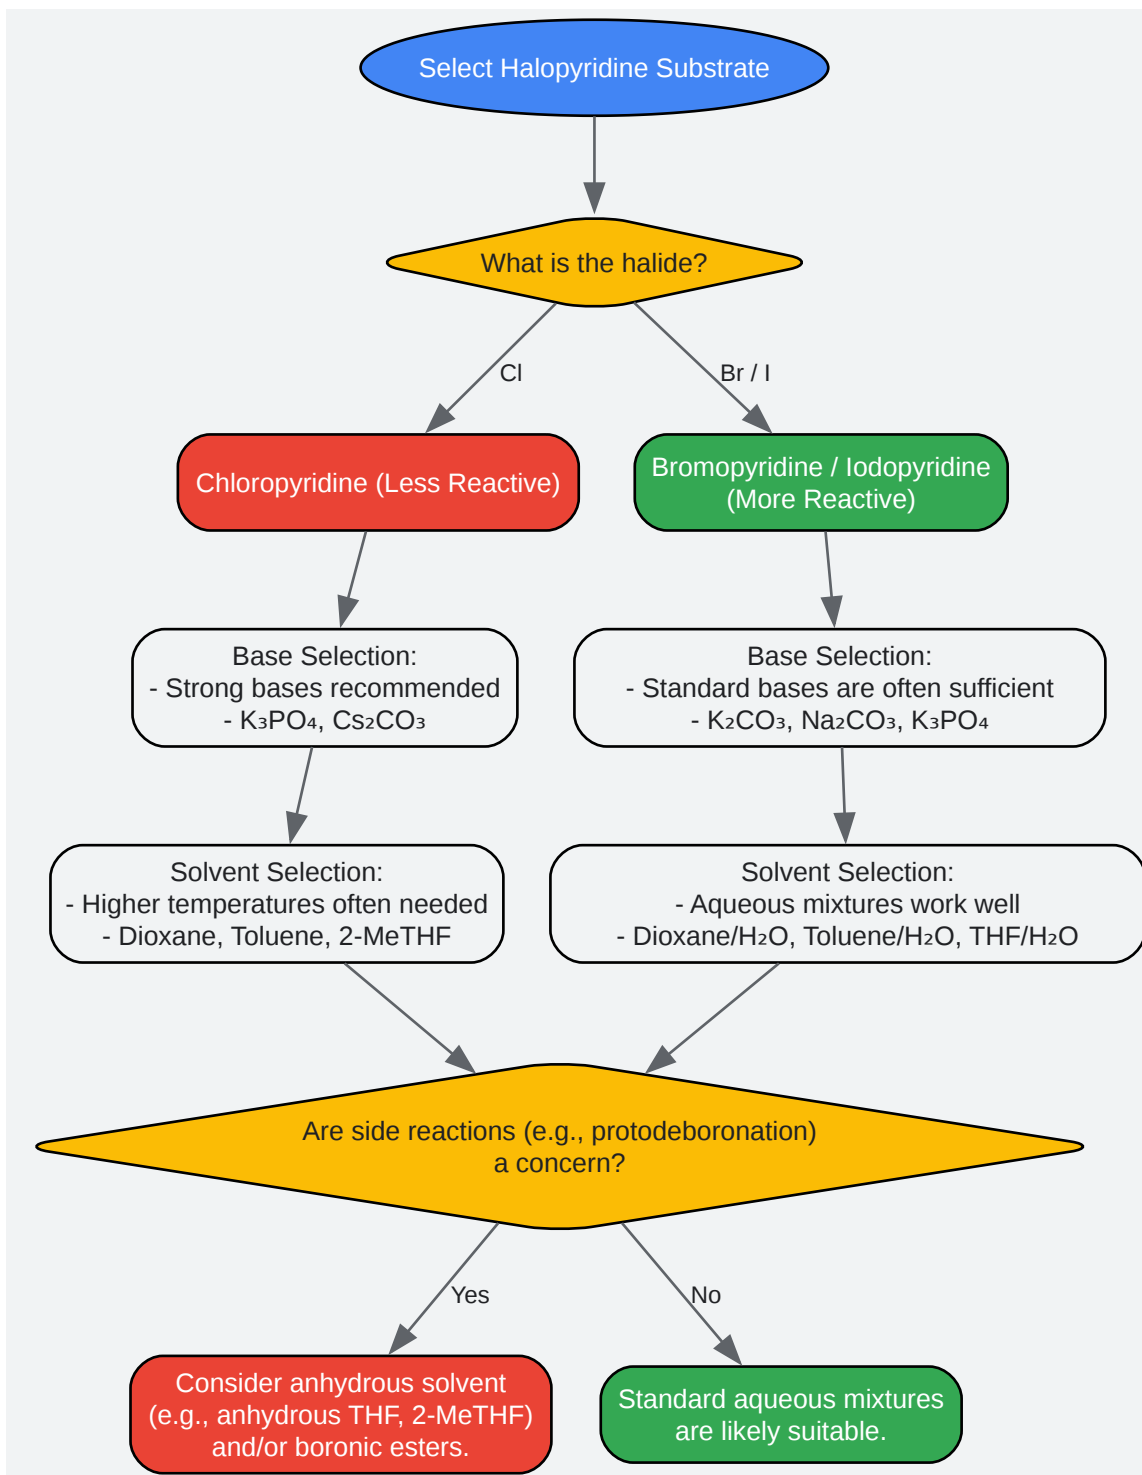 Select Halopyridine Substrate
What is the halide?
Cl
Br / I
Chloropyridine (Less Reactive)
Bromopyridine / Iodopyridine
(More Reactive)
Base Selection:
- Strong bases recommended
- K₃PO₄, Cs₂CO₃
Base Selection:
- Standard bases are often sufficient
- K₂CO₃, Na₂CO₃, K₃PO₄
Solvent Selection:
- Higher temperatures often needed
- Dioxane, Toluene, 2-MeTHF
Solvent Selection:
- Aqueous mixtures work well
- Dioxane/H₂O, Toluene/H₂O, THF/H₂O
Are side reactions (e.g., protodeboronation)
a concern?
Yes
No
Consider anhydrous solvent
(e.g., anhydrous THF, 2-MeTHF)
and/or boronic esters.
Standard aqueous mixtures
are likely suitable.